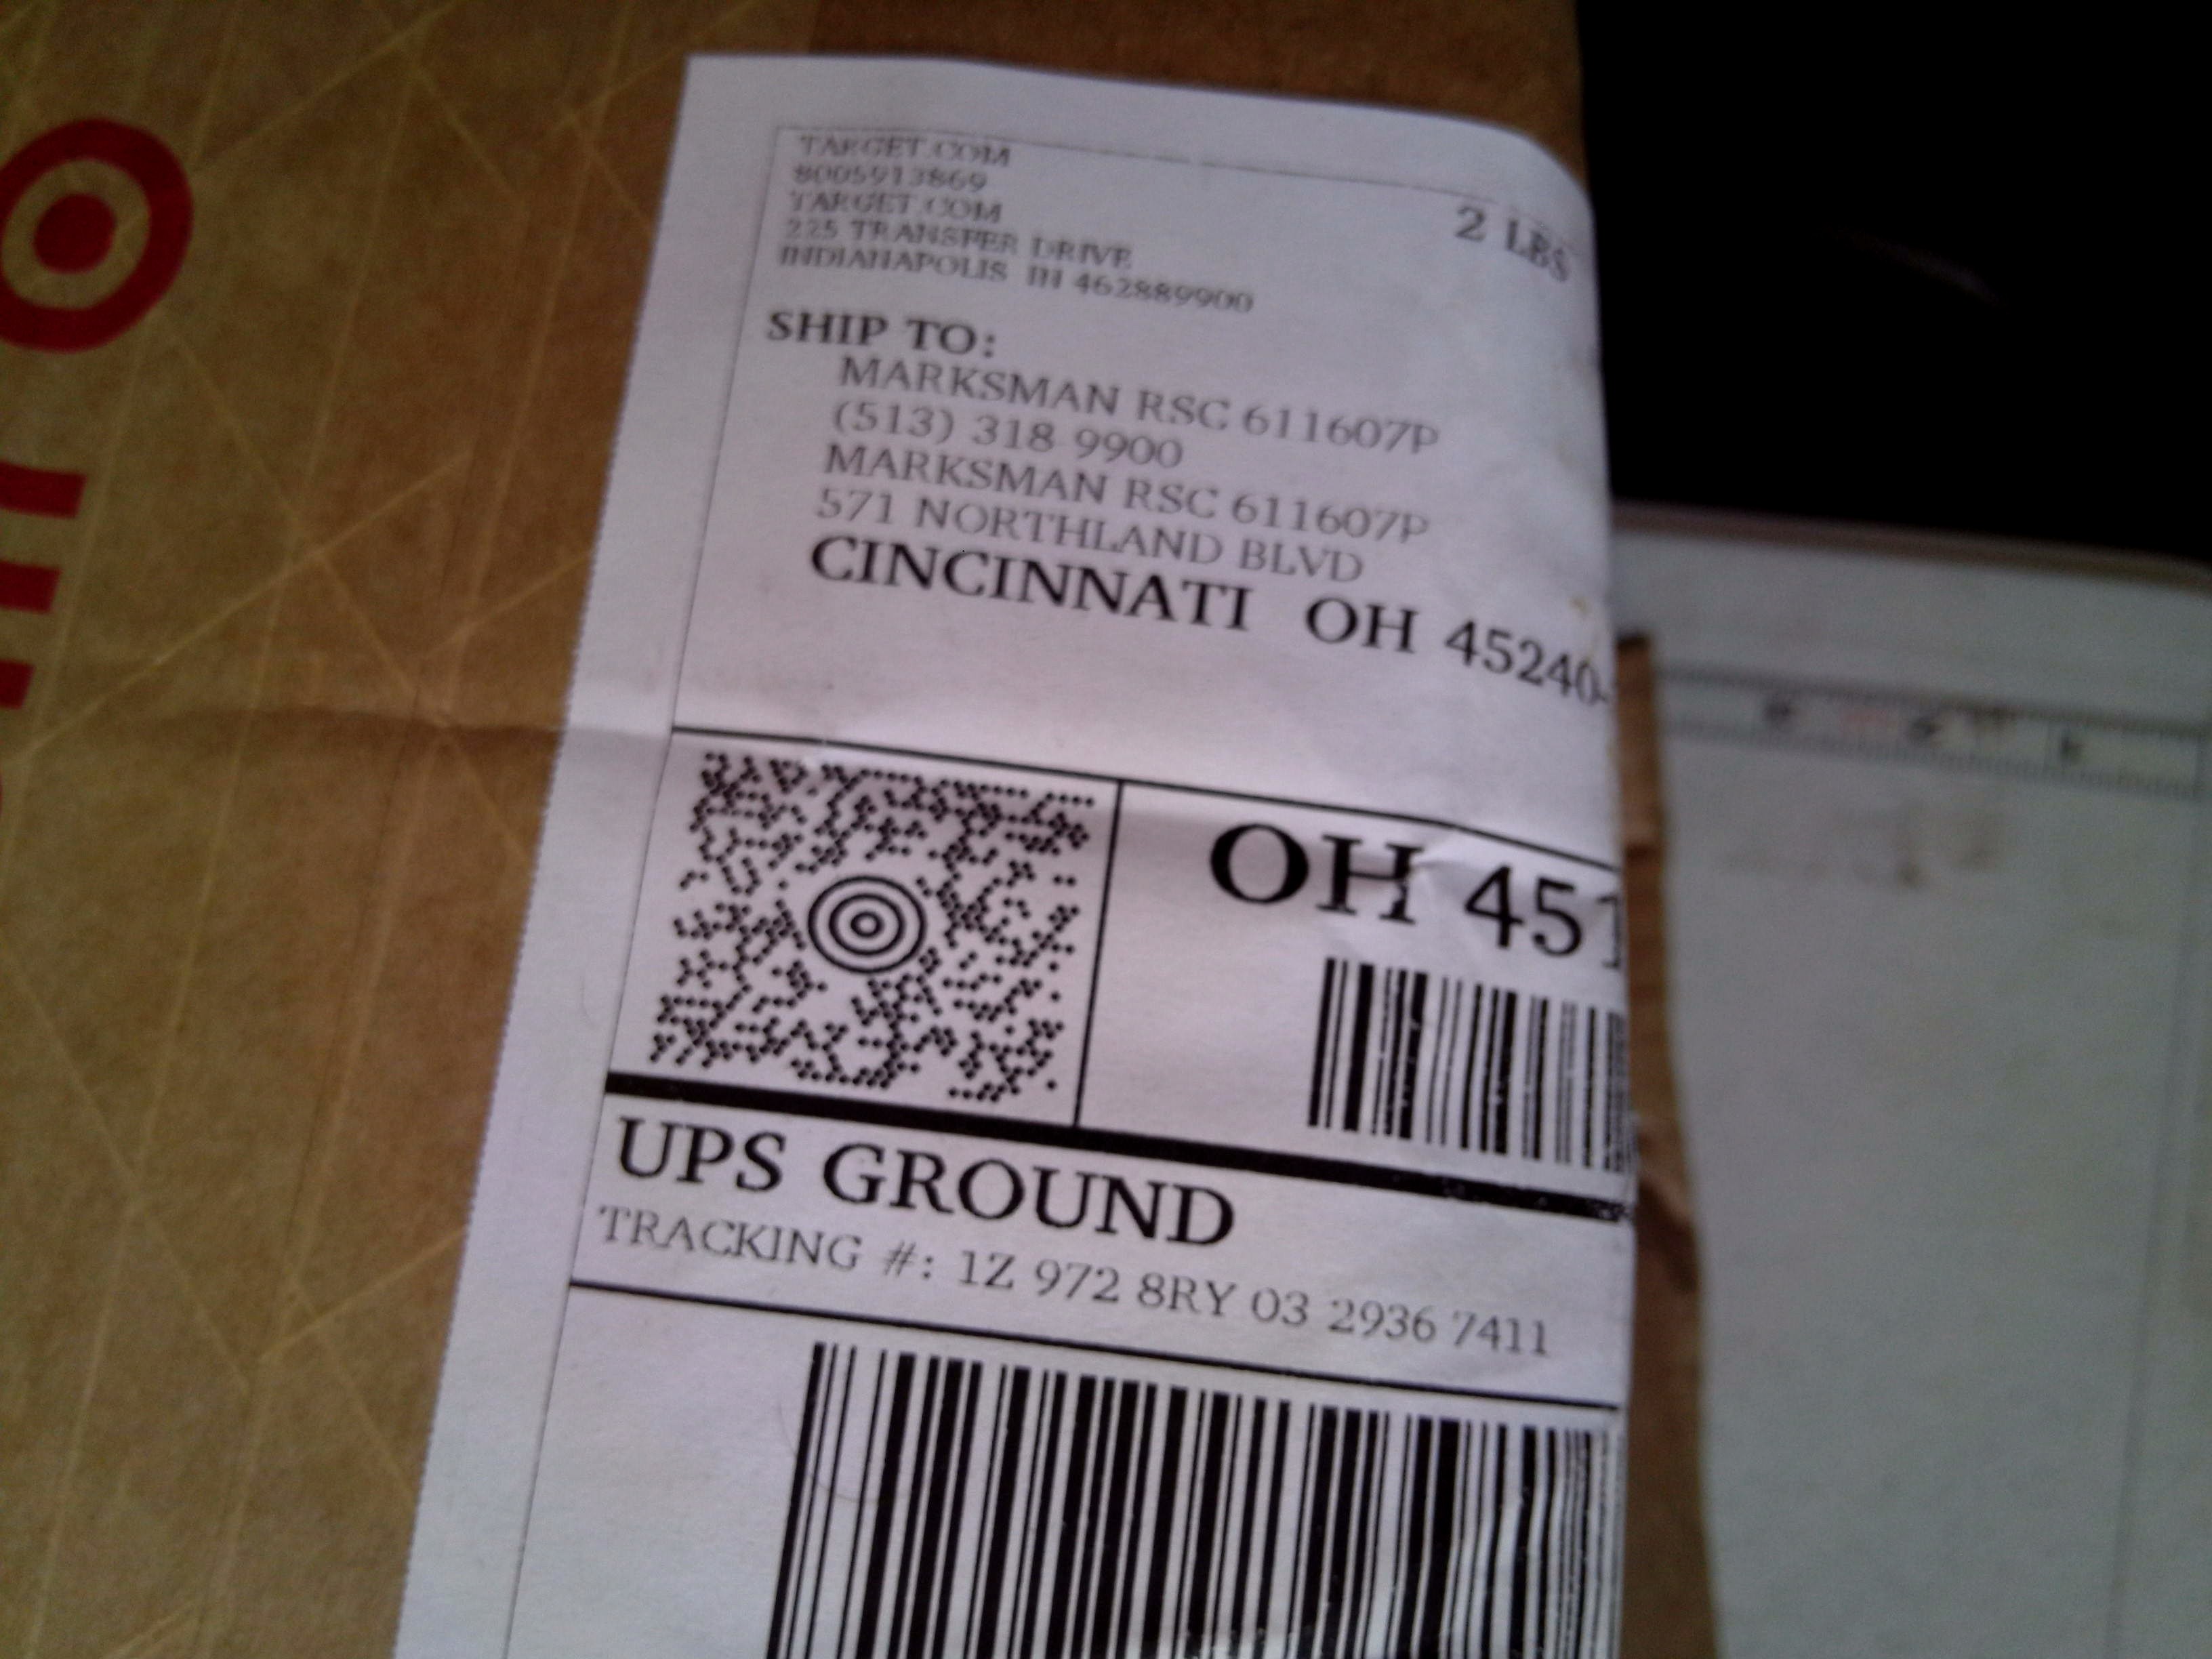 TARGET.COM
8005913869
TARGET.COM
225 TRANSFER DRIVE
INDIANAPOLIS IN 462889900
2 LBS
SHIP TO:
MARKSMAN RSC 611607P
(513) 318 9900
MARKSMAN RSC 611607P
571 NORTHLAND BLVD
CINCINNATI OH 45240-
OH 451
UPS GROUND
TRACKING #: 1Z 972 8RY 03 2936 7411